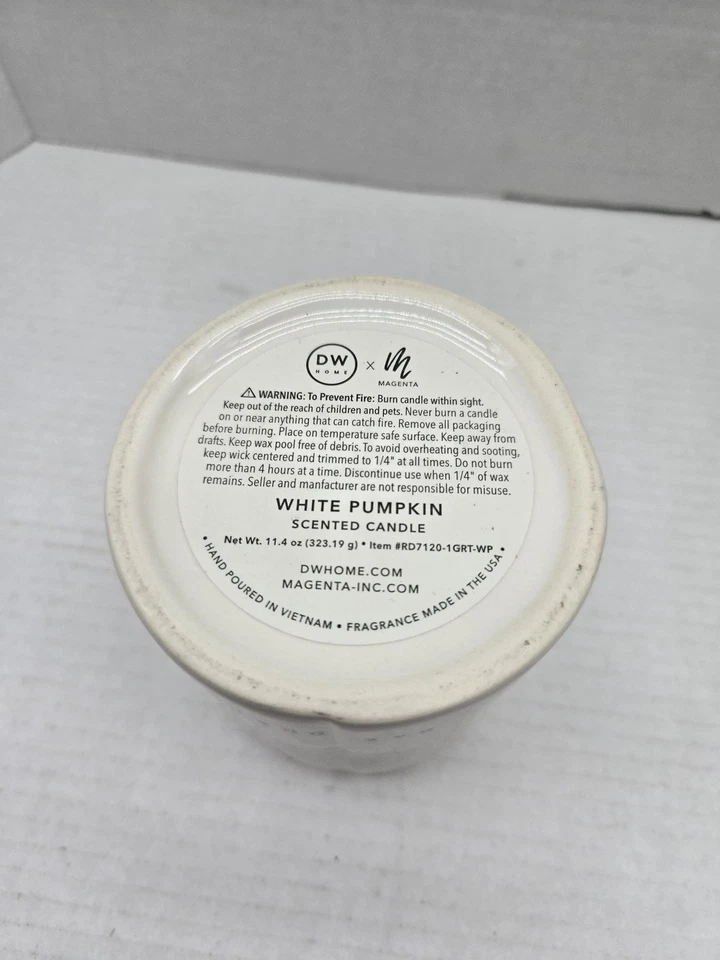 DW
HOME
x
M
MAGENTA
⚠ WARNING: To Prevent Fire: Burn candle within sight.
Keep out of the reach of children and pets. Never burn a candle
on or near anything that can catch fire. Remove all packaging
before burning. Place on temperature safe surface. Keep away from
drafts. Keep wax pool free of debris. To avoid overheating and sooting,
keep wick centered and trimmed to 1/4" at all times. Do not burn
more than 4 hours at a time. Discontinue use when 1/4" of wax
remains. Seller and manfacturer are not responsible for misuse.
WHITE PUMPKIN
SCENTED CANDLE
Net Wt. 11.4 oz (323.19 g) * Item #RD7120-1GRT-WP
DWHOME.COM
MAGENTA-INC.COM
• HAND POURED IN VIETNAM • FRAGRANCE MADE IN THE USA •